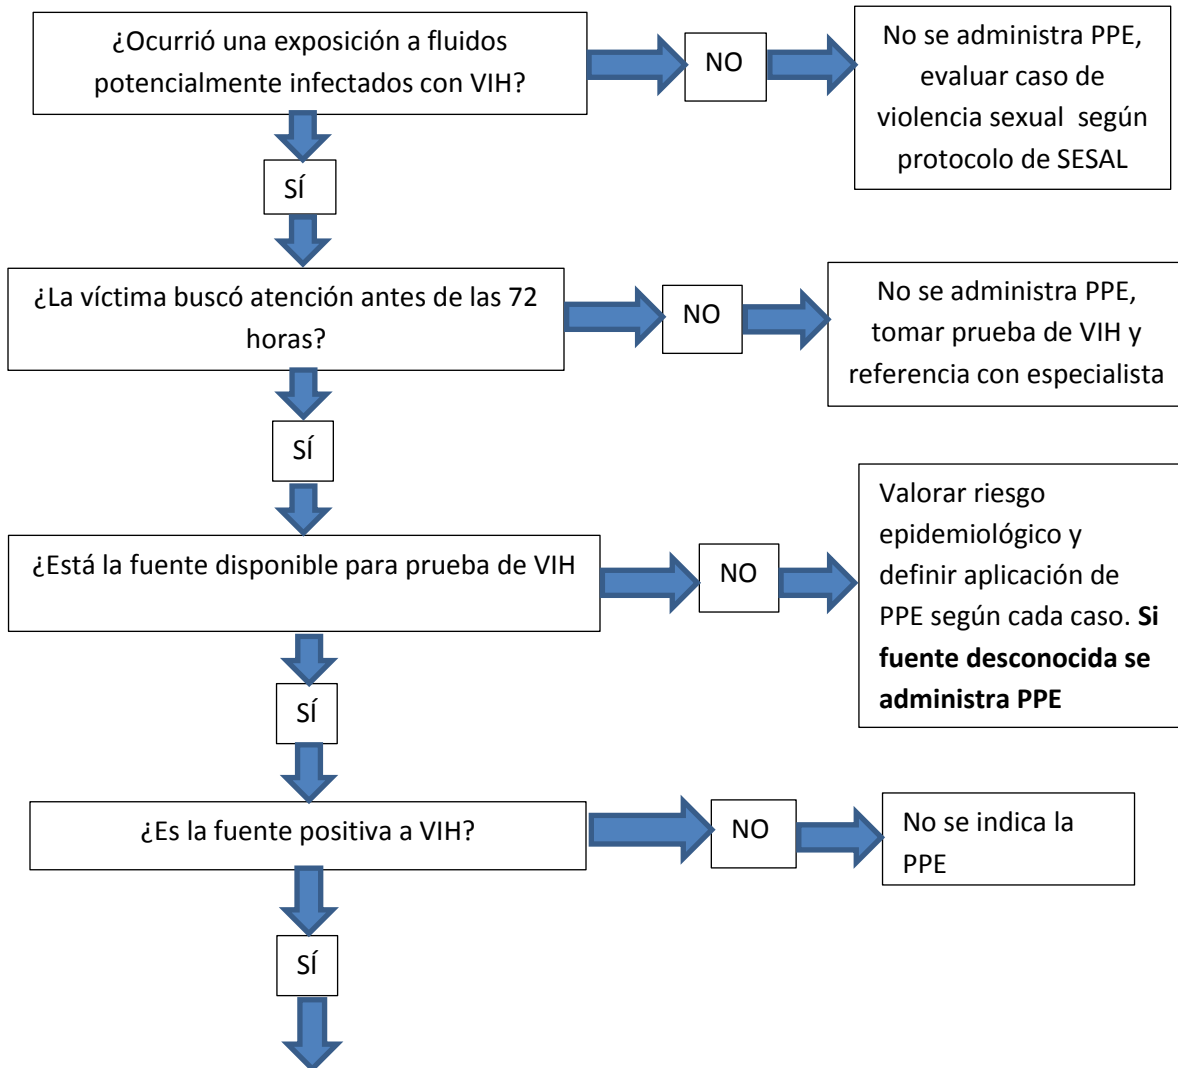 ¿Ocurrió una exposición a fluidos
potencialmente infectados con VIH?
NO
No se administra PPE,
evaluar caso de
violencia sexual según
protocolo de SESAL
SÍ
¿La víctima buscó atención antes de las 72
horas?
NO
No se administra PPE,
tomar prueba de VIH y
referencia con especialista
SÍ
¿Está la fuente disponible para prueba de VIH
NO
Valorar riesgo
epidemiológico y
definir aplicación de
PPE según cada caso. Si
fuente desconocida se
administra PPE
SÍ
¿Es la fuente positiva a VIH?
NO
No se indica la
PPE
SÍ